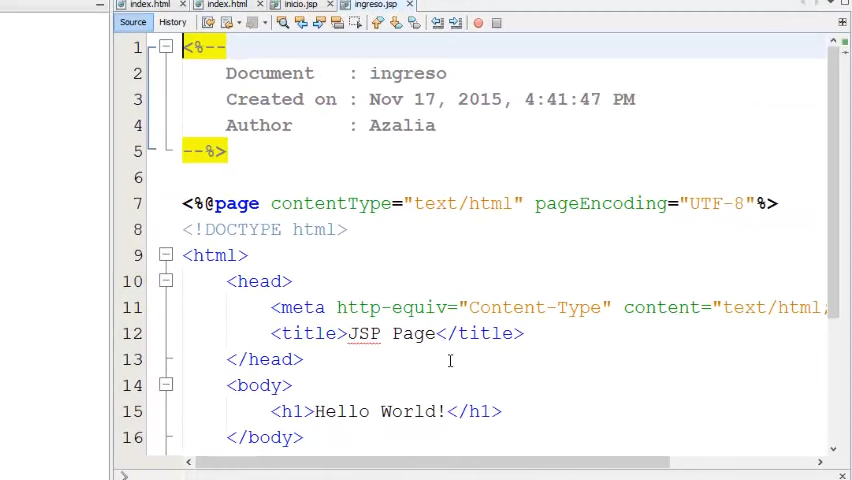 index.html index.html inicio.jsp ingreso.jsp
Source History
1 <%--
2 Document : ingreso
3 Created on : Nov 17, 2015, 4:41:47 PM
4 Author : Azalia
5 --%>
6
7 <%@page contentType="text/html" pageEncoding="UTF-8"%>
8 <!DOCTYPE html>
9 <html>
10 <head>
11 <meta http-equiv="Content-Type" content="text/html;
12 <title>JSP Page</title>
13 </head>
14 <body>
15 <h1>Hello World!</h1>
16 </body>